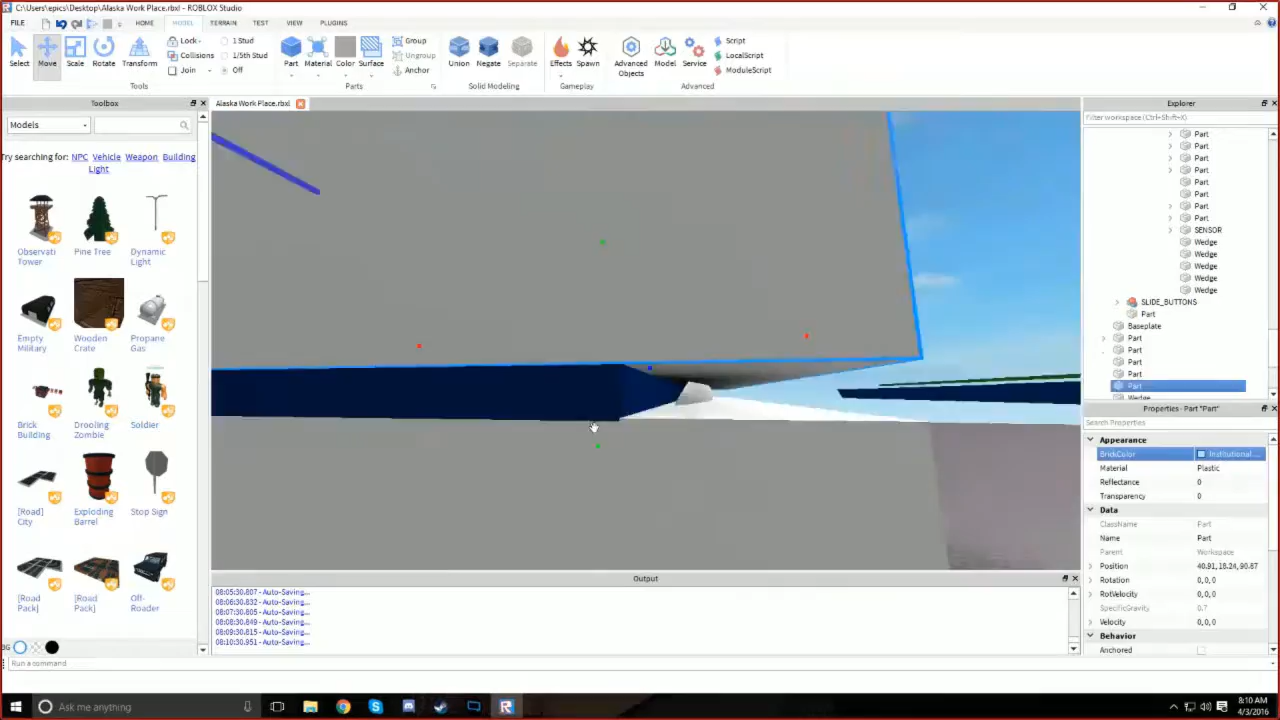 C:\Users\epics\Desktop\Alaska Work Place.rbxl - ROBLOX Studio
FILE HOME MODEL TERRAIN TEST VIEW PLUGINS
Select Move Scale Rotate Transform
Lock Collisions Join
1 Stud 1/5th Stud Off
Tools
Part Material Color Surface
Group Ungroup Anchor
Parts
Union Negate Separate
Solid Modeling
Effects Spawn
Gameplay
Advanced Objects Model Service
Script LocalScript ModuleScript
Advanced
Toolbox
Models
Try searching for: NPC Vehicle Weapon Building
Light
Observati Tower
Pine Tree
Dynamic Light
Empty Military
Wooden Crate
Propane Gas
Brick Building
Drooling Zombie
Soldier
[Road] City
Exploding Barrel
Stop Sign
[Road Pack]
[Road Pack]
Off-Roader
BG
Alaska Work Place.rbxl
Output
08:05:30.807 - Auto-Saving...
08:06:30.832 - Auto-Saving...
08:07:30.805 - Auto-Saving...
08:08:30.849 - Auto-Saving...
08:09:30.815 - Auto-Saving...
08:10:30.951 - Auto-Saving...
Run a command
Explorer
Filter workspace (Ctrl+Shift+X)
Part
Part
Part
Part
Part
Part
Part
Part
SENSOR
Wedge
Wedge
Wedge
Wedge
Wedge
SLIDE_BUTTONS
Part
Baseplate
Part
Part
Part
Part
Part
Wedge
Properties - Part "Part"
Search Properties
Appearance
BrickColor Institutional ...
Material Plastic
Reflectance 0
Transparency 0
Data
ClassName Part
Name Part
Parent Workspace
Position 40.91, 18.24, 90.87
Rotation 0, 0, 0
RotVelocity 0, 0, 0
SpecificGravity 0.7
Velocity 0, 0, 0
Behavior
Anchored
Ask me anything
8:10 AM
4/3/2016